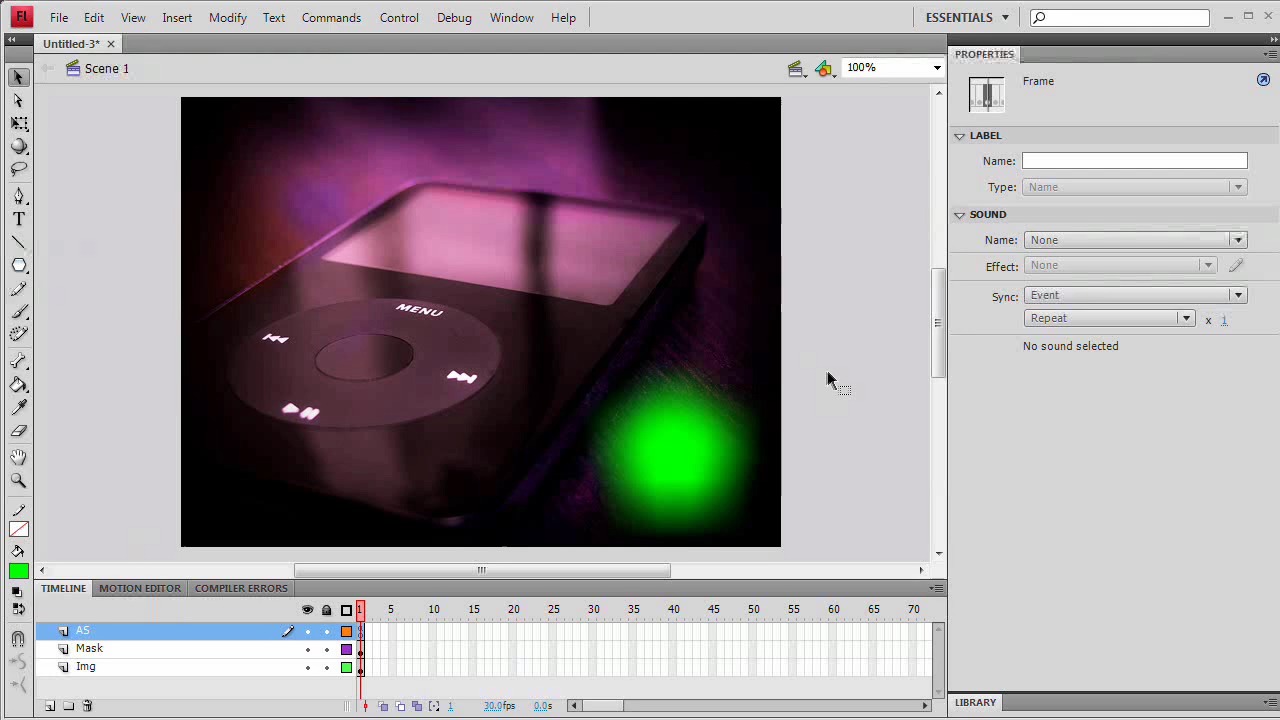 FL File Edit View Insert Modify Text Commands Control Debug Window Help ESSENTIALS
Untitled-3* ×
Scene 1 100%
PROPERTIES
Frame
LABEL
Name:
Type: Name
SOUND
Name: None
Effect: None
Sync: Event
Repeat x 1
No sound selected
MENU
TIMELINE MOTION EDITOR COMPILER ERRORS
1 5 10 15 20 25 30 35 40 45 50 55 60 65 70
AS
Mask
Img
1 30.0fps 0.0s
LIBRARY